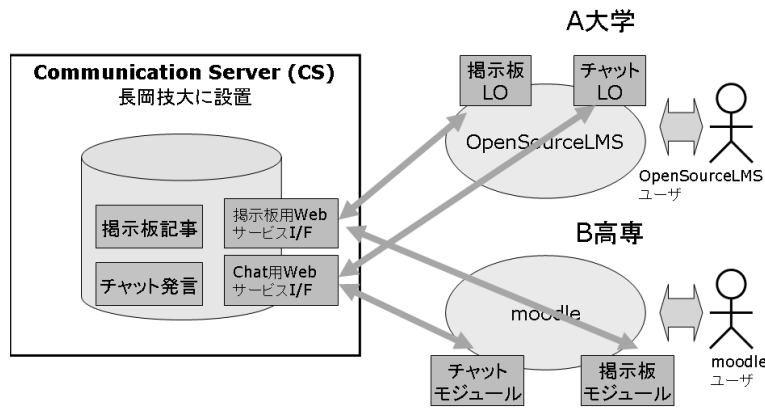 A大学
Communication Server (CS)
長岡技大に設置
掲示板
LO
チャット
LO
OpenSourceLMS
OpenSourceLMS
ユーザ
掲示板記事
掲示板用Web
サービスI/F
チャット発言
Chat用Web
サービスI/F
B高専
moodle
moodle
ユーザ
チャット
モジュール
掲示板
モジュール